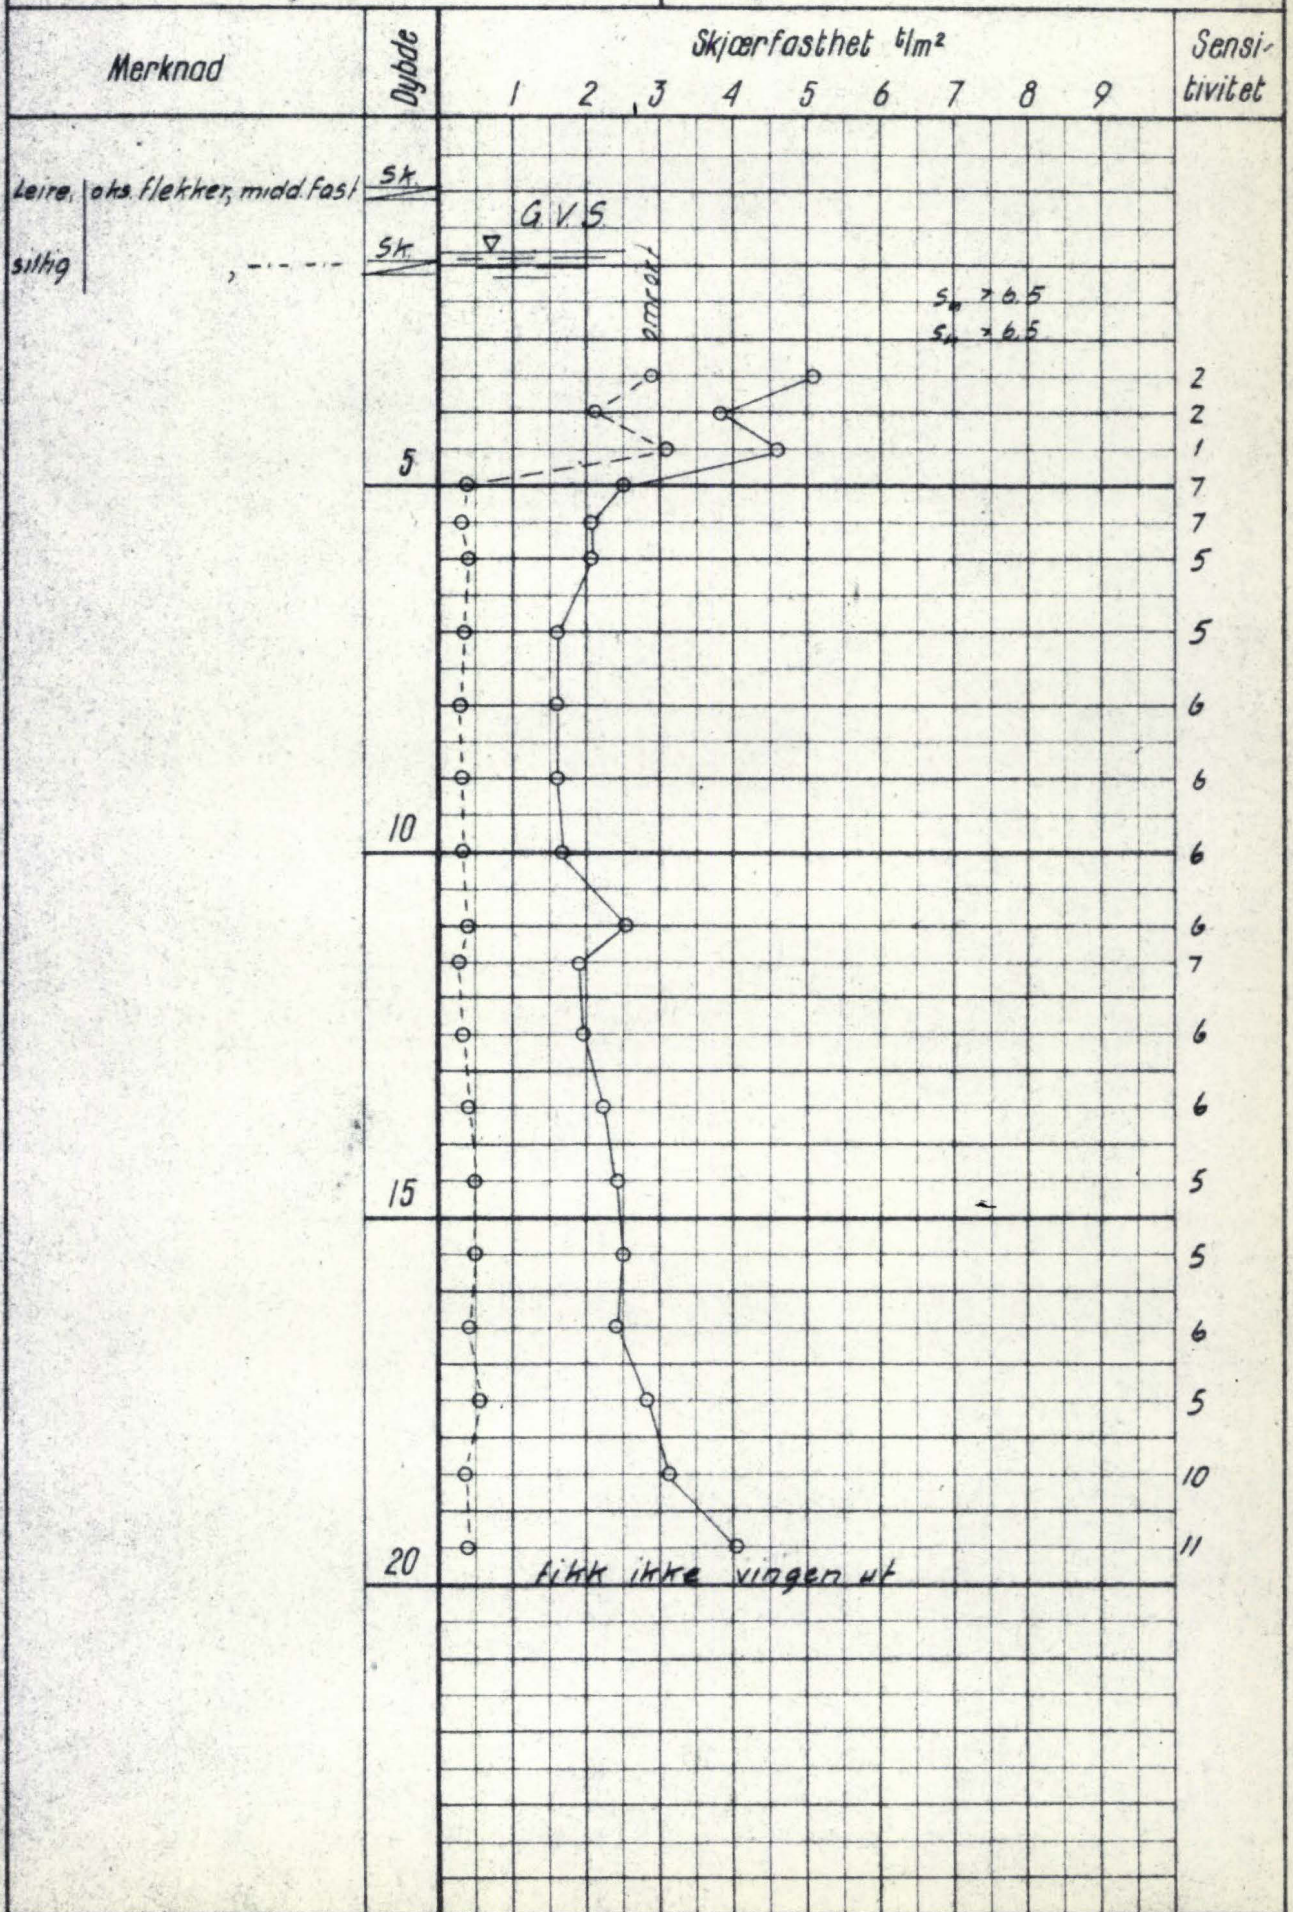 Merknad Dybde Skjærfasthet t/m² Sensi-
tivitet
1 2 3 4 5 6 7 8 9
Leire, oks. flekker, midd. fast Sk.
G.V.S.
siltig , -·-·-- Sk.
omrørt
> 6.5
> 6.5
2
2
1
5 7
7
5
5
6
6
10 6
6
7
6
6
5
15
5
6
5
10
11
20 fikk ikke vingen ut